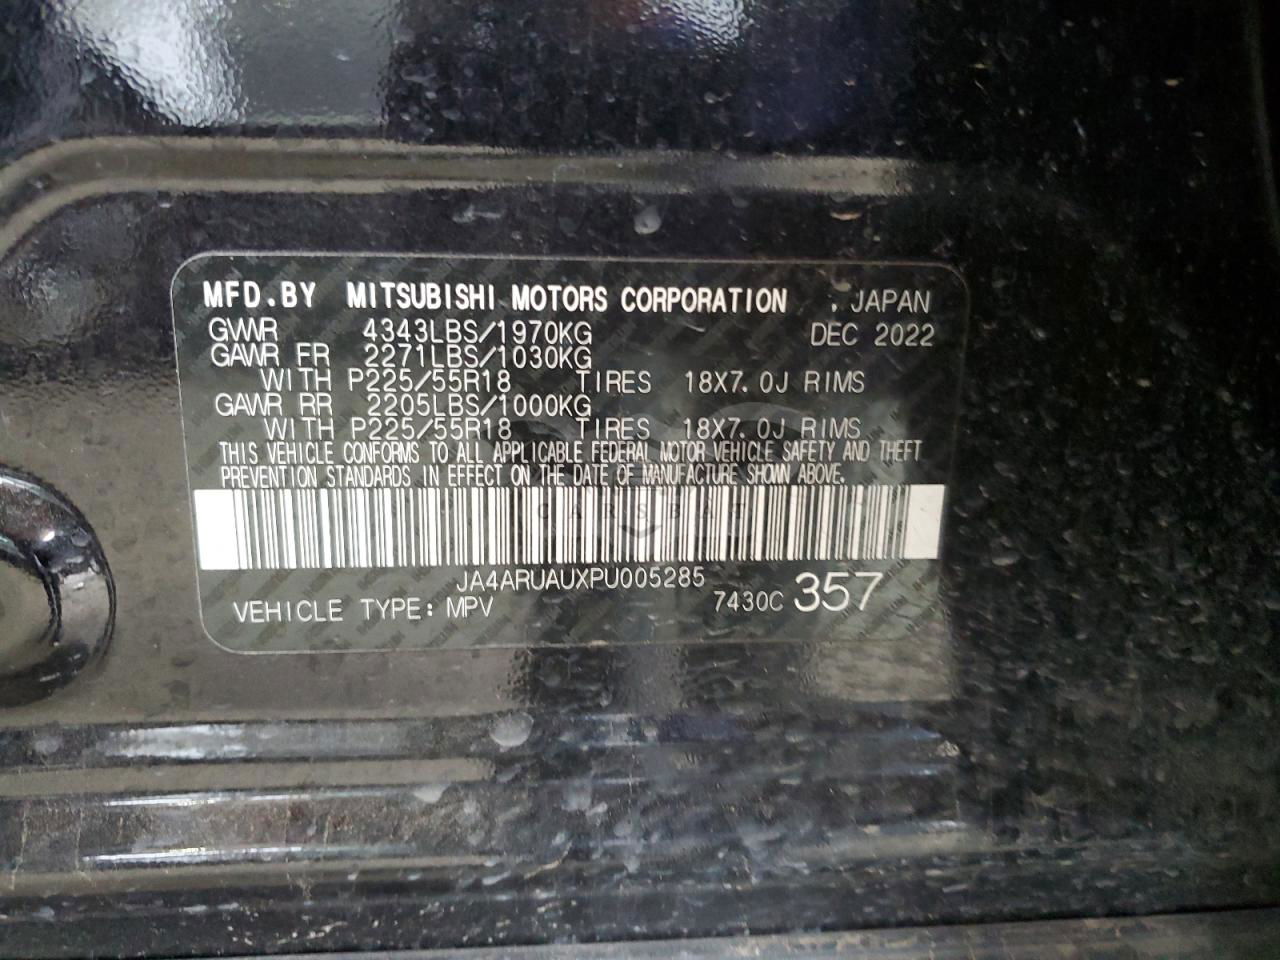 MFD.BY MITSUBISHI MOTORS CORPORATION . JAPAN
GVWR 4343LBS/1970KG DEC 2022
GAWR FR 2271LBS/1030KG
WITH P225/55R18 TIRES 18X7.0J RIMS
GAWR RR 2205LBS/1000KG
WITH P225/55R18 TIRES 18X7.0J RIMS
THIS VEHICLE CONFORMS TO ALL APPLICABLE FEDERAL MOTOR VEHICLE SAFETY AND THEFT
PREVENTION STANDARDS IN EFFECT ON THE DATE OF MANUFACTURE SHOWN ABOVE.
CARSBAT
JA4ARUAUXPU005285
VEHICLE TYPE: MPV 7430C 357